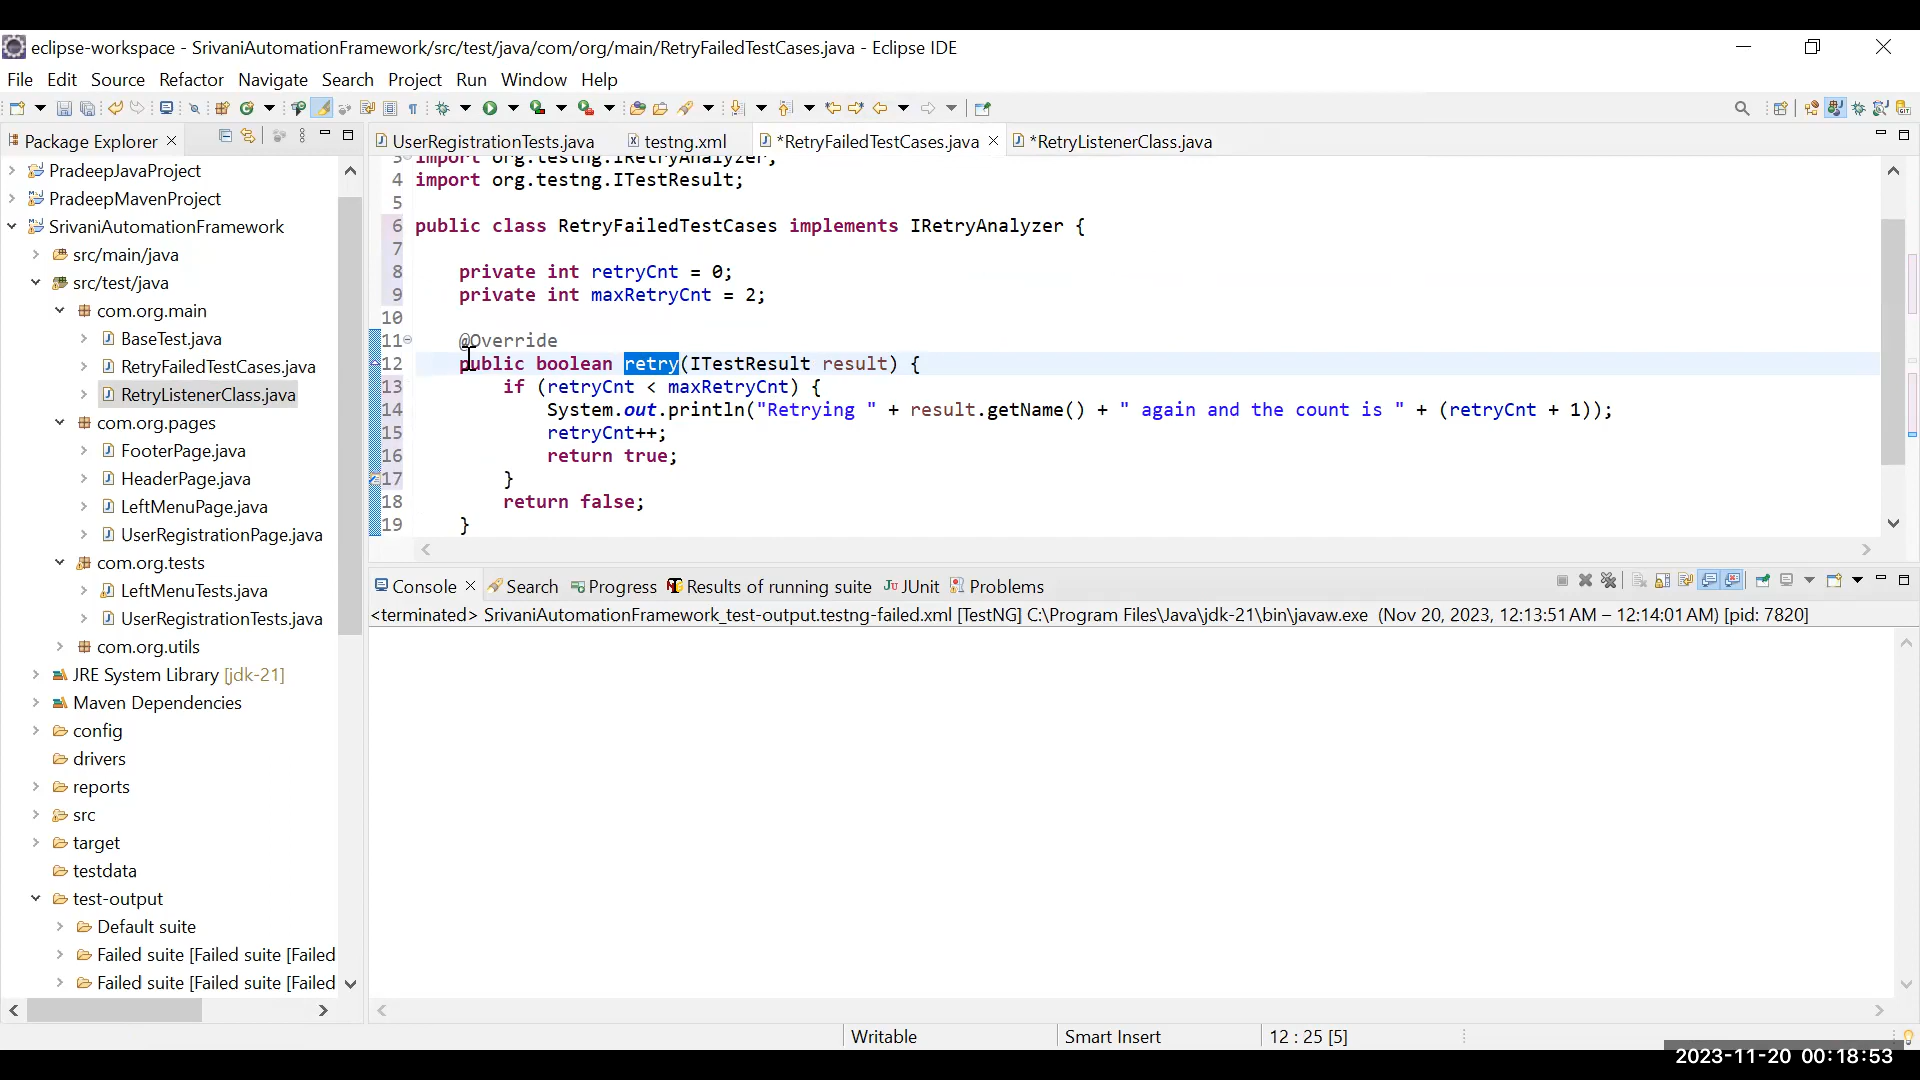 eclipse-workspace - SrivaniAutomationFramework/src/test/java/com/org/main/RetryFailedTestCases.java - Eclipse IDE
File Edit Source Refactor Navigate Search Project Run Window Help
Package Explorer
PradeepJavaProject
PradeepMavenProject
SrivaniAutomationFramework
src/main/java
src/test/java
com.org.main
BaseTest.java
RetryFailedTestCases.java
RetryListenerClass.java
com.org.pages
FooterPage.java
HeaderPage.java
LeftMenuPage.java
UserRegistrationPage.java
com.org.tests
LeftMenuTests.java
UserRegistrationTests.java
com.org.utils
JRE System Library [jdk-21]
Maven Dependencies
config
drivers
reports
src
target
testdata
test-output
Default suite
Failed suite [Failed suite [Failed
Failed suite [Failed suite [Failed
UserRegistrationTests.java testng.xml *RetryFailedTestCases.java *RetryListenerClass.java
3 import org.testng.IRetryAnalyzer;
4 import org.testng.ITestResult;
5
6 public class RetryFailedTestCases implements IRetryAnalyzer {
7
8 private int retryCnt = 0;
9 private int maxRetryCnt = 2;
10
11 @Override
12 public boolean retry(ITestResult result) {
13 if (retryCnt < maxRetryCnt) {
14 System.out.println("Retrying " + result.getName() + " again and the count is " + (retryCnt + 1));
15 retryCnt++;
16 return true;
17 }
18 return false;
19 }
Console Search Progress Results of running suite JUnit Problems
<terminated> SrivaniAutomationFramework_test-output.testng-failed.xml [TestNG] C:\Program Files\Java\jdk-21\bin\javaw.exe (Nov 20, 2023, 12:13:51 AM – 12:14:01 AM) [pid: 7820]
Writable Smart Insert 12 : 25 [5]
2023-11-20 00:18:53